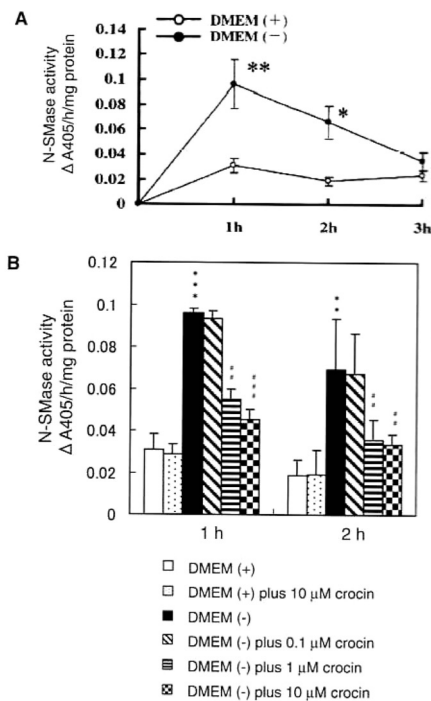 A
DMEM (+)
DMEM (−)
N-SMase activity
Δ A405/h/mg protein
0.14
0.12
0.1
0.08
0.06
0.04
0.02
0
**
*
1h
2h
3h
B
N-SMase activity
Δ A405/h/mg protein
0.12
0.1
0.08
0.06
0.04
0.02
0
***
##
###
**
##
##
1 h
2 h
DMEM (+)
DMEM (+) plus 10 μM crocin
DMEM (-)
DMEM (-) plus 0.1 μM crocin
DMEM (-) plus 1 μM crocin
DMEM (-) plus 10 μM crocin